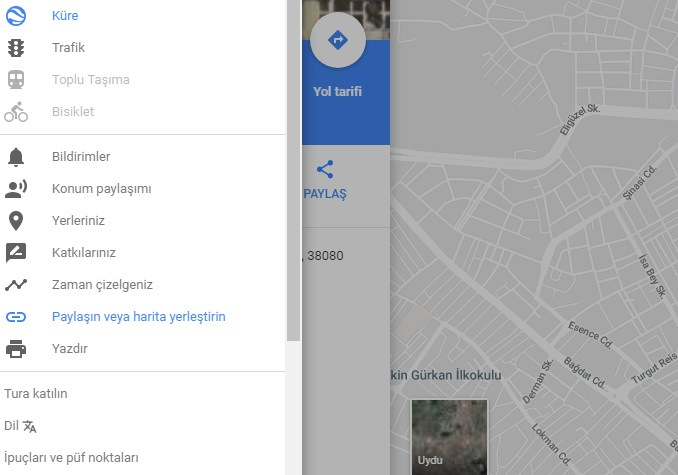 Küre
Trafik
Toplu Taşıma
Bisiklet
Bildirimler
Konum paylaşımı
Yerleriniz
Katkılarınız
Zaman çizelgeniz
Paylaşın veya harita yerleştirin
Yazdır
Tura katılın
Dil
İpuçları ve püf noktaları
Yol tarifi
PAYLAŞ
, 38080
Eligüzel Sk.
Şinasi Cd.
İsa Bey Sk.
Esence Cd.
Bağdat Cd.
Turgut Reis
Derman Sk.
Lokman Cd.
kin Gürkan İlkokulu
Uydu